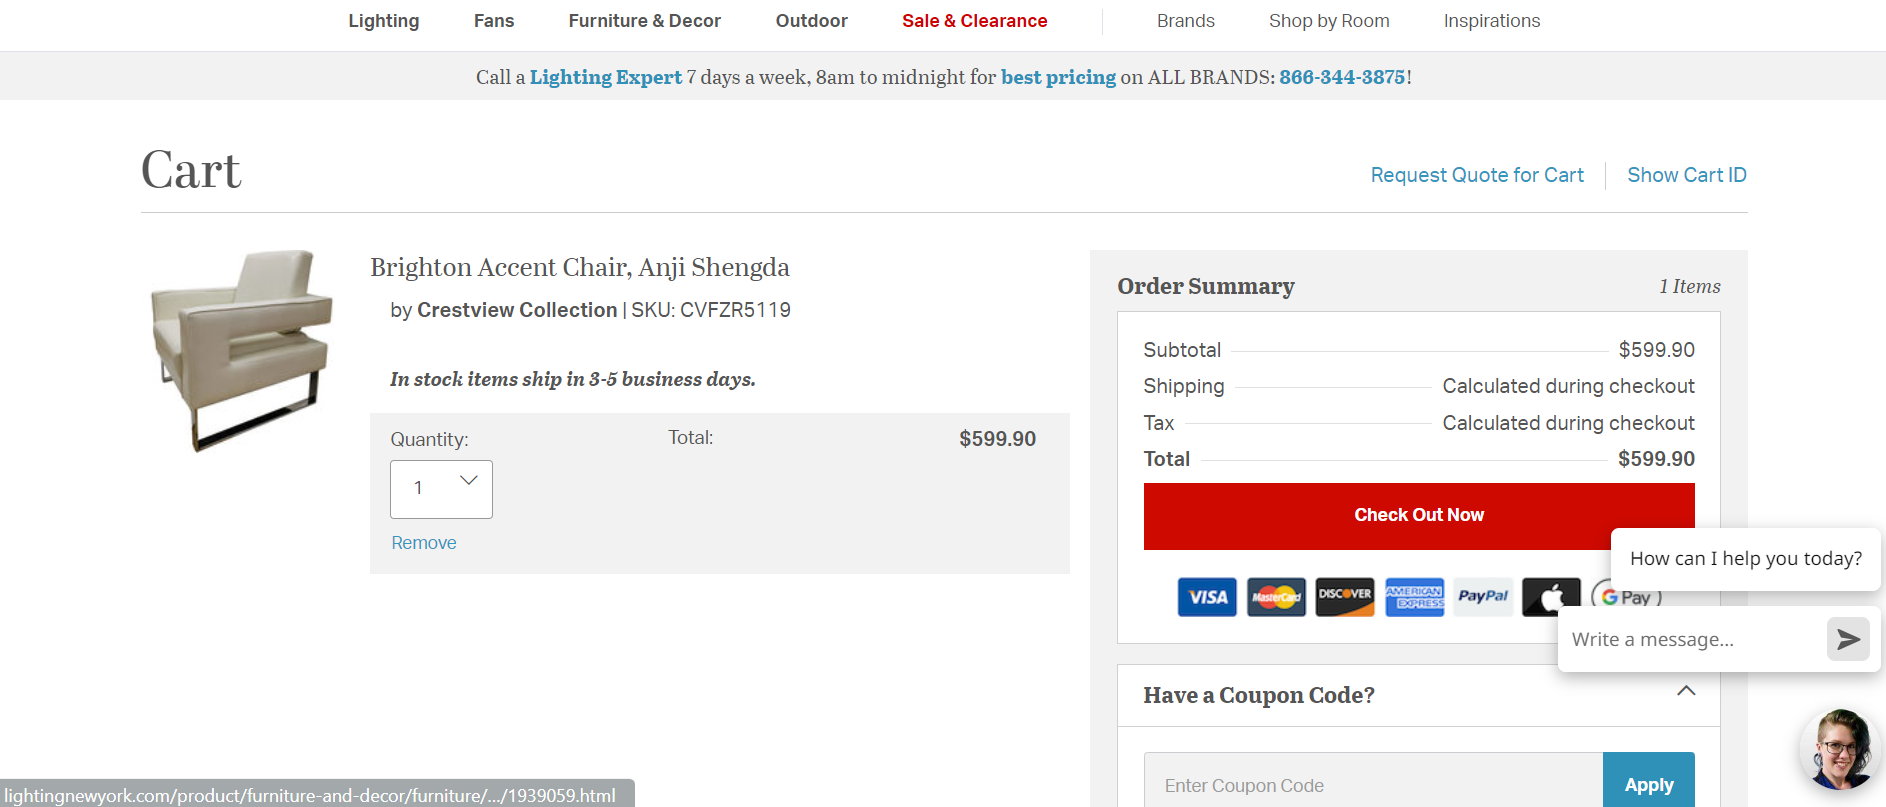 Lighting Fans Furniture & Decor Outdoor Sale & Clearance Brands Shop by Room Inspirations
Call a Lighting Expert 7 days a week, 8am to midnight for best pricing on ALL BRANDS: 866-344-3875!
Cart
Request Quote for Cart Show Cart ID
Brighton Accent Chair, Anji Shengda
by Crestview Collection | SKU: CVFZR5119
In stock items ship in 3-5 business days.
Quantity: Total: $599.90
1
Remove
Order Summary 1 Items
Subtotal $599.90
Shipping Calculated during checkout
Tax Calculated during checkout
Total $599.90
Check Out Now
VISA MasterCard DISCOVER AMERICAN EXPRESS PayPal G Pay
How can I help you today?
Write a message...
Have a Coupon Code?
Enter Coupon Code Apply
lightingnewyork.com/product/furniture-and-decor/furniture/.../1939059.html